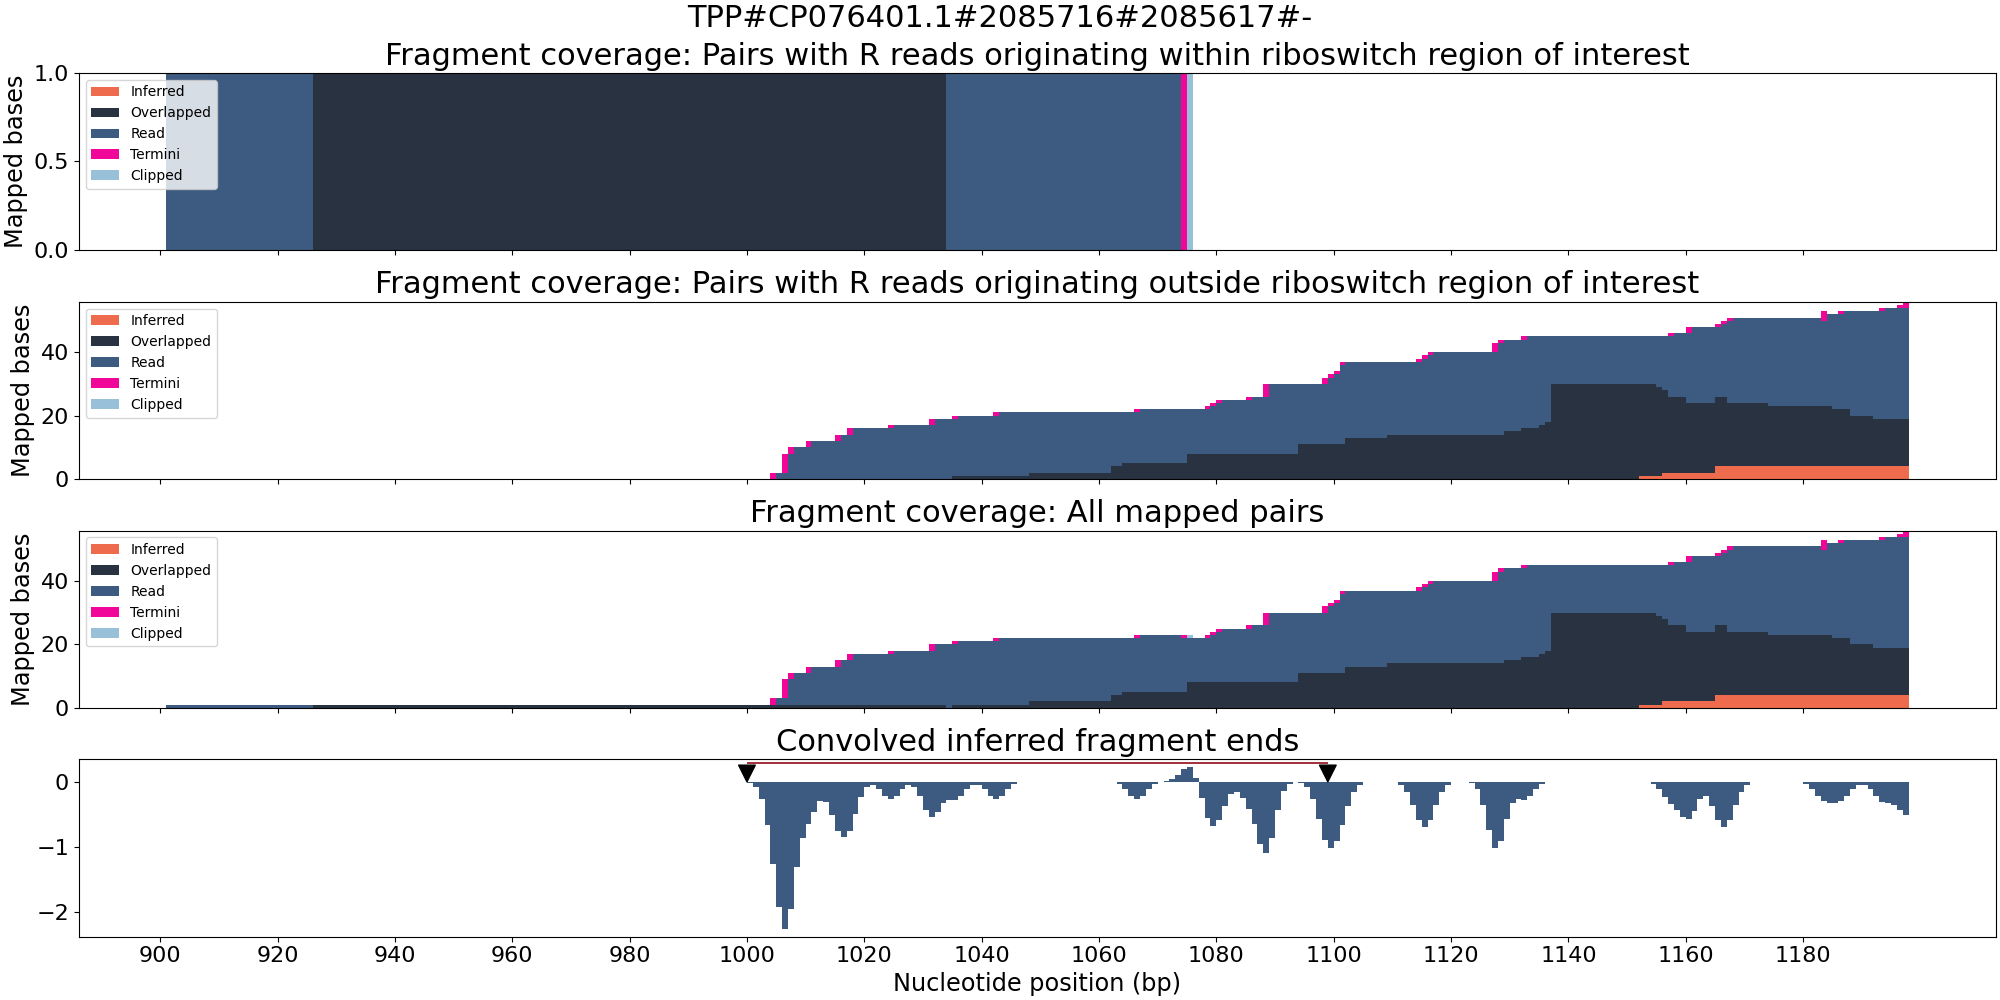 TPP#CP076401.1#2085716#2085617#-
Fragment coverage: Pairs with R reads originating within riboswitch region of interest
Mapped bases
1.0
0.5
0.0
Inferred
Overlapped
Read
Termini
Clipped
Fragment coverage: Pairs with R reads originating outside riboswitch region of interest
Mapped bases
40
20
0
Inferred
Overlapped
Read
Termini
Clipped
Fragment coverage: All mapped pairs
Mapped bases
40
20
0
Inferred
Overlapped
Read
Termini
Clipped
Convolved inferred fragment ends
0
−1
−2
900 920 940 960 980 1000 1020 1040 1060 1080 1100 1120 1140 1160 1180
Nucleotide position (bp)